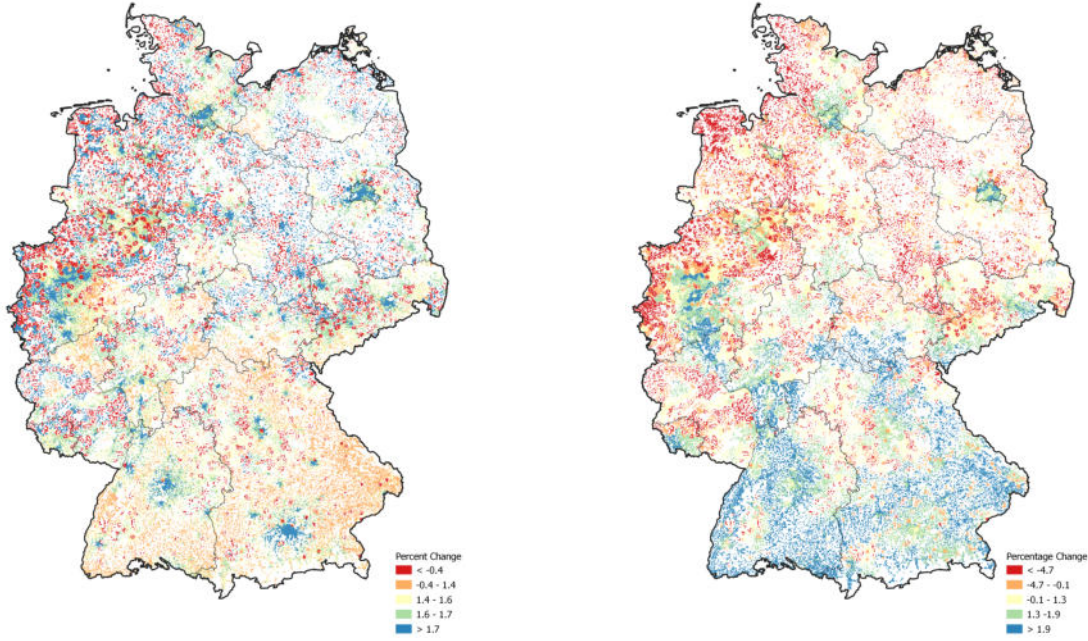 Percent Change
< -0.4
-0.4 - 1.4
1.4 - 1.6
1.6 - 1.7
> 1.7
Percentage Change
< -4.7
-4.7 - -0.1
-0.1 - 1.3
1.3 -1.9
> 1.9